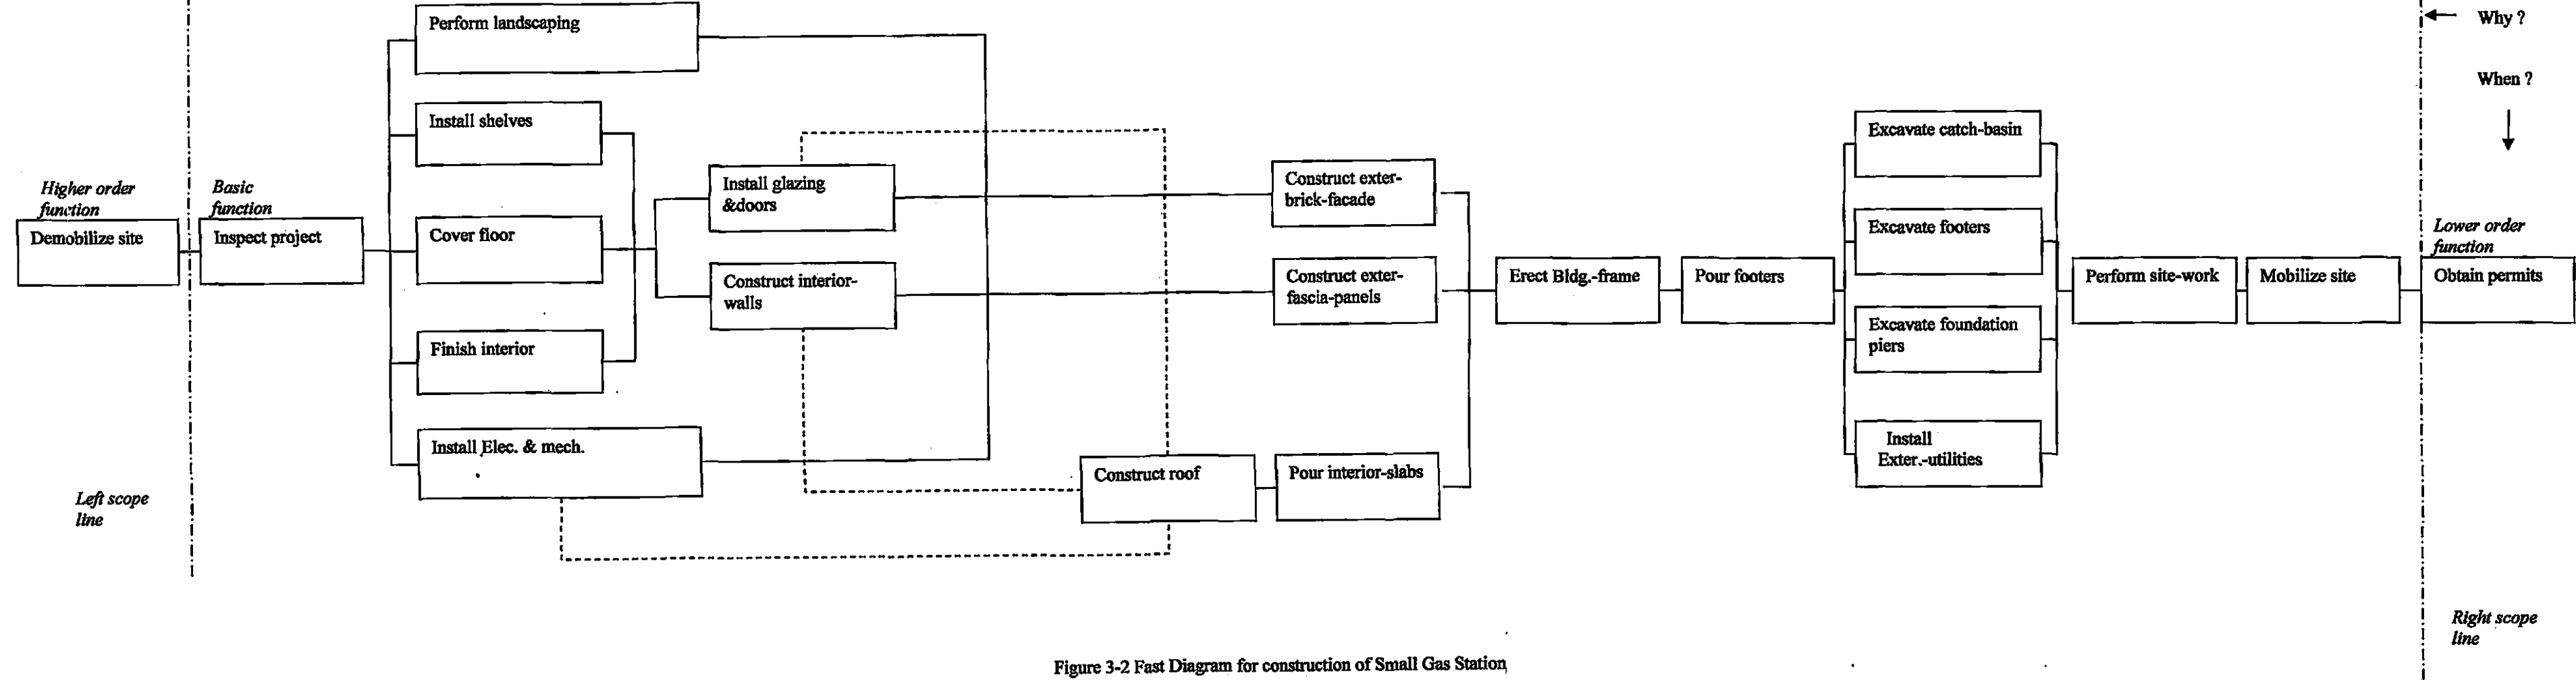 Perform landscaping
Why ?
When ?
Install shelves
Excavate catch-basin
Install glazing
&doors
Construct exter-
brick-facade
Higher order
function
Basic
function
Demobilize site
Inspect project
Cover floor
Excavate footers
Lower order
function
Construct interior-
walls
Construct exter-
fascia-panels
Erect Bldg.-frame
Pour footers
Perform site-work
Mobilize site
Obtain permits
Finish interior
Excavate foundation
piers
Install Elec. & mech.
Construct roof
Pour interior-slabs
Install
Exter.-utilities
Left scope
line
Right scope
line
Figure 3-2 Fast Diagram for construction of Small Gas Station